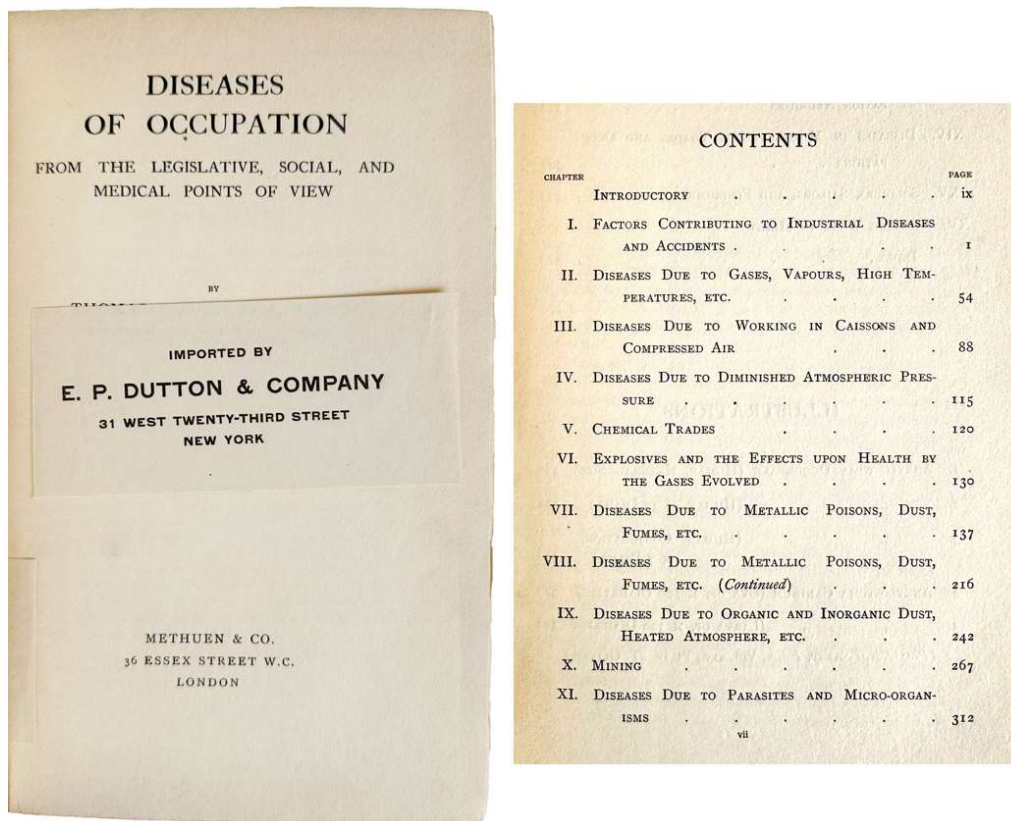 DISEASES
OF OCCUPATION
FROM THE LEGISLATIVE, SOCIAL, AND
MEDICAL POINTS OF VIEW
BY
IMPORTED BY
E. P. DUTTON & COMPANY
31 WEST TWENTY-THIRD STREET
NEW YORK
METHUEN & CO.
36 ESSEX STREET W.C.
LONDON
CONTENTS
CHAPTER PAGE
INTRODUCTORY . . . . . ix
I. FACTORS CONTRIBUTING TO INDUSTRIAL DISEASES
AND ACCIDENTS . . . . . 1
II. DISEASES DUE TO GASES, VAPOURS, HIGH TEM-
PERATURES, ETC. . . . . 54
III. DISEASES DUE TO WORKING IN CAISSONS AND
COMPRESSED AIR . . . 88
IV. DISEASES DUE TO DIMINISHED ATMOSPHERIC PRES-
SURE . . . . . . 115
V. CHEMICAL TRADES . . . . 120
VI. EXPLOSIVES AND THE EFFECTS UPON HEALTH BY
THE GASES EVOLVED . . . . 130
VII. DISEASES DUE TO METALLIC POISONS, DUST,
FUMES, ETC. . . . . . 137
VIII. DISEASES DUE TO METALLIC POISONS, DUST,
FUMES, ETC. (Continued) . . . 216
IX. DISEASES DUE TO ORGANIC AND INORGANIC DUST,
HEATED ATMOSPHERE, ETC. . . . 242
X. MINING . . . . . . 267
XI. DISEASES DUE TO PARASITES AND MICRO-ORGAN-
ISMS . . . . . . 312
vii